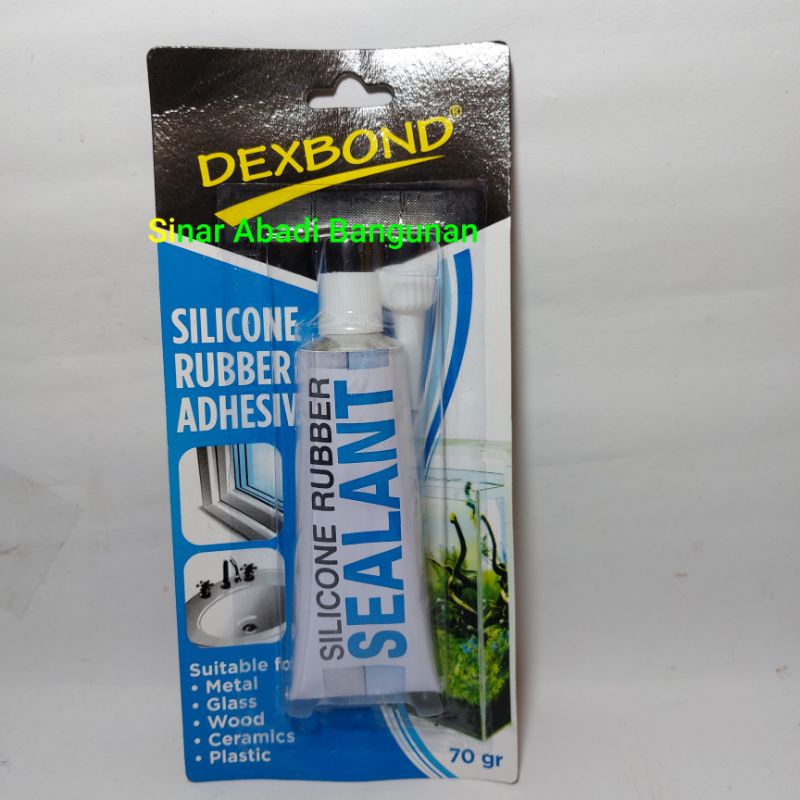 DEXBOND®
Sinar Abadi Bangunan
SILICONE
RUBBER
ADHESIV
SILICONE RUBBER
SEALANT
Suitable fo
• Metal
• Glass
• Wood
• Ceramics
• Plastic
70 gr